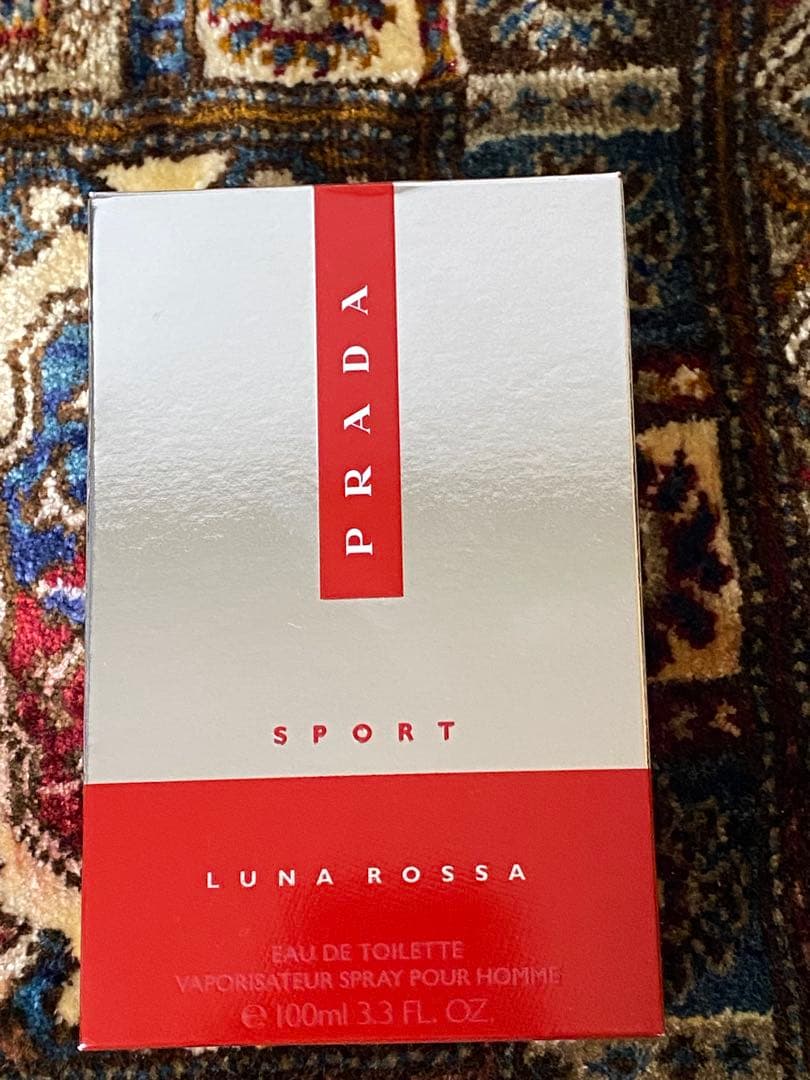 PRADA
SPORT
LUNA ROSSA
EAU DE TOILETTE
VAPORISATEUR SPRAY POUR HOMME
℮ 100ml 3.3 FL. OZ.